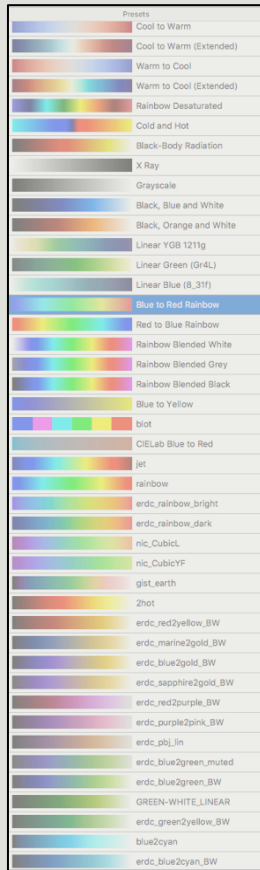 Presets
Cool to Warm
Cool to Warm (Extended)
Warm to Cool
Warm to Cool (Extended)
Rainbow Desaturated
Cold and Hot
Black-Body Radiation
X Ray
Grayscale
Black, Blue and White
Black, Orange and White
Linear YGB 1211g
Linear Green (Gr4L)
Linear Blue (8_31f)
Blue to Red Rainbow
Red to Blue Rainbow
Rainbow Blended White
Rainbow Blended Grey
Rainbow Blended Black
Blue to Yellow
blot
CIELab Blue to Red
jet
rainbow
erdc_rainbow_bright
erdc_rainbow_dark
nic_CubicL
nic_CubicYF
gist_earth
2hot
erdc_red2yellow_BW
erdc_marine2gold_BW
erdc_blue2gold_BW
erdc_sapphire2gold_BW
erdc_red2purple_BW
erdc_purple2pink_BW
erdc_pbj_lin
erdc_blue2green_muted
erdc_blue2green_BW
GREEN-WHITE_LINEAR
erdc_green2yellow_BW
blue2cyan
erdc_blue2cyan_BW